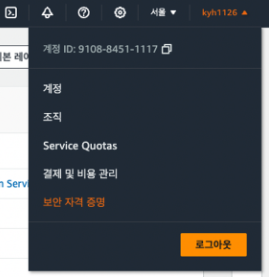 서울 ▼ kyh1126 ▲
계정 ID: 9108-8451-1117
본 레이
계정
조직
Service Quotas
결제 및 비용 관리
n Servi
보안 자격 증명
로그아웃